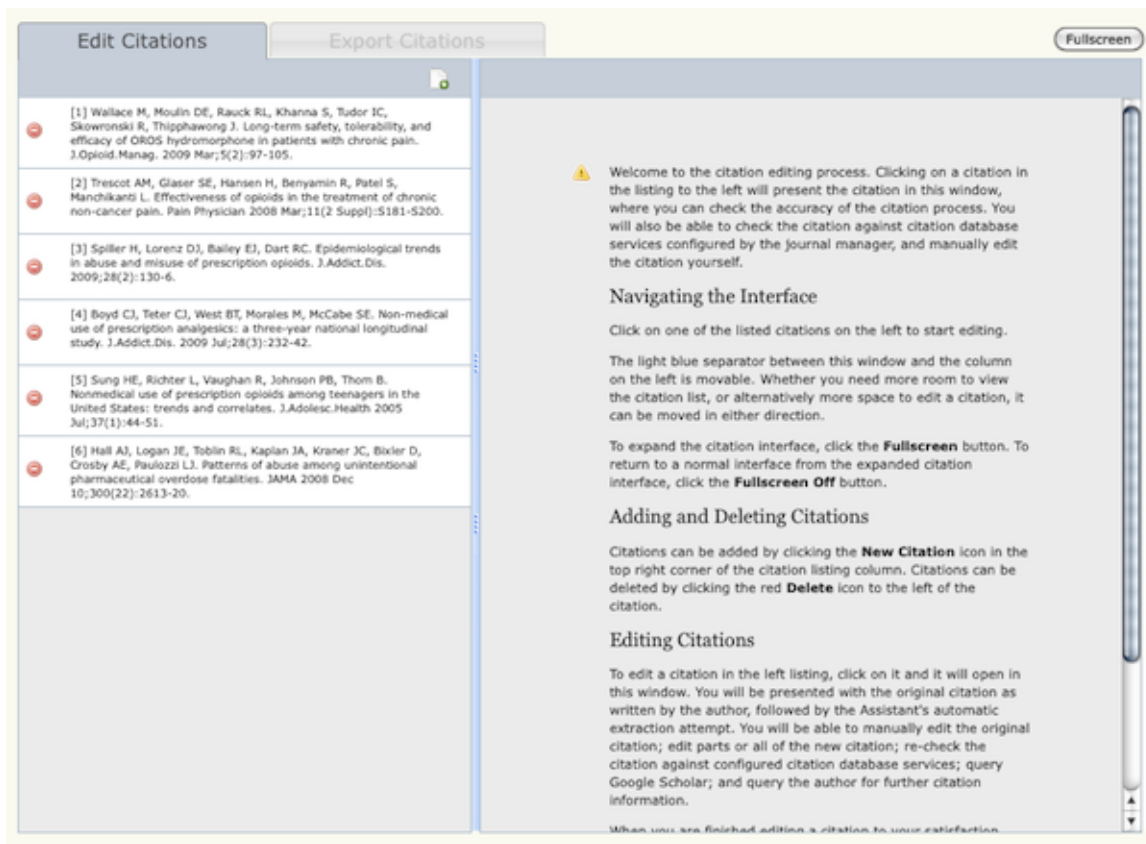 Edit Citations
Export Citations
Fullscreen
[1] Wallace M, Moulin DE, Rauck RL, Khanna S, Tudor IC,
Skowronski R, Thipphawong J. Long-term safety, tolerability, and
efficacy of OROS hydromorphone in patients with chronic pain.
J.Opioid.Manag. 2009 Mar;5(2):97-105.
[2] Trescot AM, Glaser SE, Hansen H, Benyamin R, Patel S,
Manchikanti L. Effectiveness of opioids in the treatment of chronic
non-cancer pain. Pain Physician 2008 Mar;11(2 Suppl):S181-S200.
[3] Spiller H, Lorenz DJ, Bailey EJ, Dart RC. Epidemiological trends
in abuse and misuse of prescription opioids. J.Addict.Dis.
2009;28(2):130-6.
[4] Boyd CJ, Teter CJ, West BT, Morales M, McCabe SE. Non-medical
use of prescription analgesics: a three-year national longitudinal
study. J.Addict.Dis. 2009 Jul;28(3):232-42.
[5] Sung HE, Richter L, Vaughan R, Johnson PB, Thom B.
Nonmedical use of prescription opioids among teenagers in the
United States: trends and correlates. J.Adolesc.Health 2005
Jul;37(1):44-51.
[6] Hall AJ, Logan JE, Toblin RL, Kaplan JA, Kraner JC, Bixler D,
Crosby AE, Paulozzi LJ. Patterns of abuse among unintentional
pharmaceutical overdose fatalities. JAMA 2008 Dec
10;300(22):2613-20.
Welcome to the citation editing process. Clicking on a citation in
the listing to the left will present the citation in this window,
where you can check the accuracy of the citation process. You
will also be able to check the citation against citation database
services configured by the journal manager, and manually edit
the citation yourself.
Navigating the Interface
Click on one of the listed citations on the left to start editing.
The light blue separator between this window and the column
on the left is movable. Whether you need more room to view
the citation list, or alternatively more space to edit a citation, it
can be moved in either direction.
To expand the citation interface, click the Fullscreen button. To
return to a normal interface from the expanded citation
interface, click the Fullscreen Off button.
Adding and Deleting Citations
Citations can be added by clicking the New Citation icon in the
top right corner of the citation listing column. Citations can be
deleted by clicking the red Delete icon to the left of the
citation.
Editing Citations
To edit a citation in the left listing, click on it and it will open in
this window. You will be presented with the original citation as
written by the author, followed by the Assistant's automatic
extraction attempt. You will be able to manually edit the original
citation; edit parts or all of the new citation; re-check the
citation against configured citation database services; query
Google Scholar; and query the author for further citation
information.
When you are finished editing a citation to your satisfaction